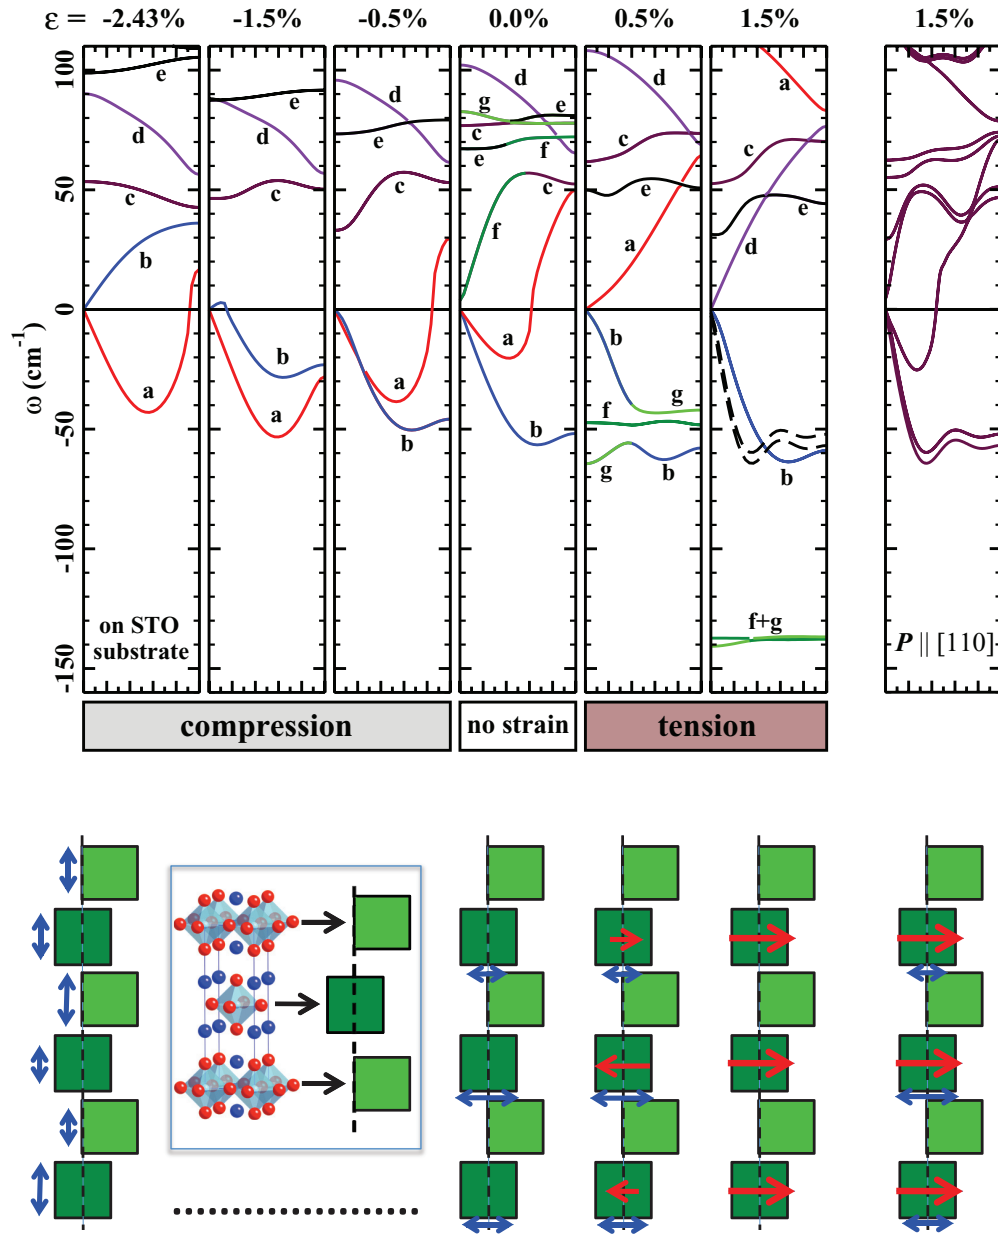 ε = -2.43% -1.5% -0.5% 0.0% 0.5% 1.5% 1.5%
ω (cm-1)
100
50
0
-50
-100
-150
e
d
c
b
a
on STO
substrate
e
d
c
b
a
d
e
c
a
b
d
g
e
c
e
f
c
f
a
b
d
c
e
a
b
g
f
g
b
a
c
e
d
b
f+g
P || [110]
compression
no strain
tension